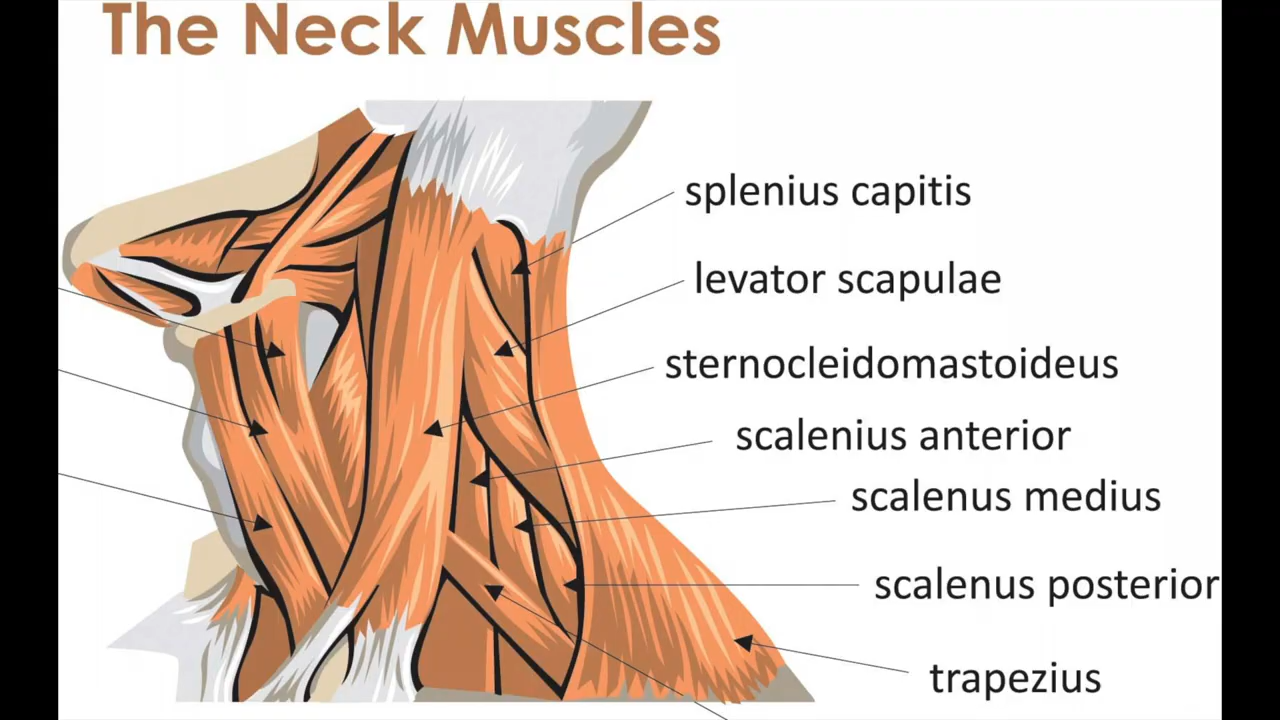 The Neck Muscles
splenius capitis
levator scapulae
sternocleidomastoideus
scalenius anterior
scalenus medius
scalenus posterior
trapezius